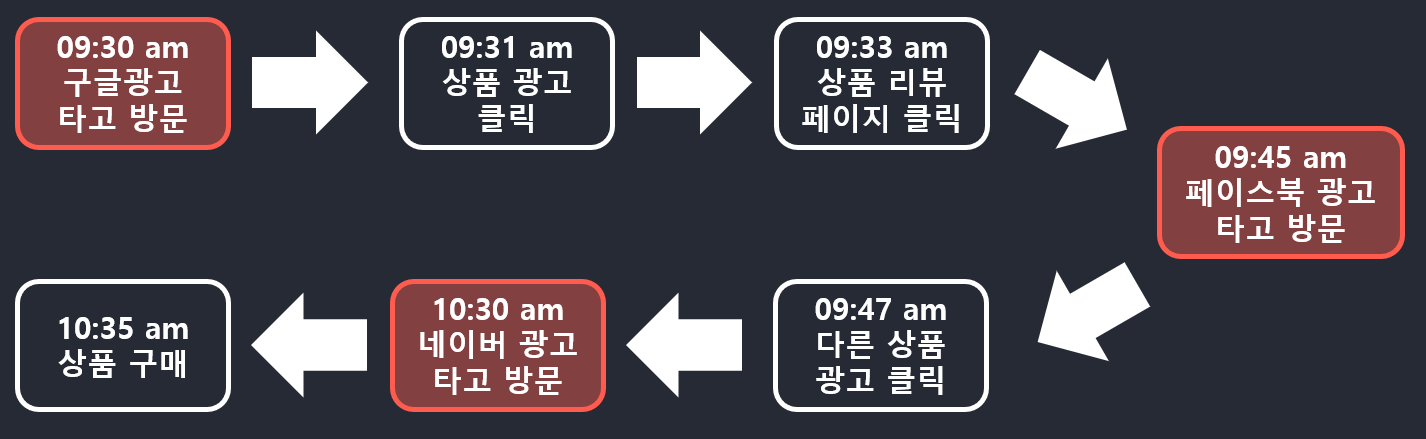 09:30 am
구글광고
타고 방문
09:31 am
상품 광고
클릭
09:33 am
상품 리뷰
페이지 클릭
09:45 am
페이스북 광고
타고 방문
09:47 am
다른 상품
광고 클릭
10:30 am
네이버 광고
타고 방문
10:35 am
상품 구매